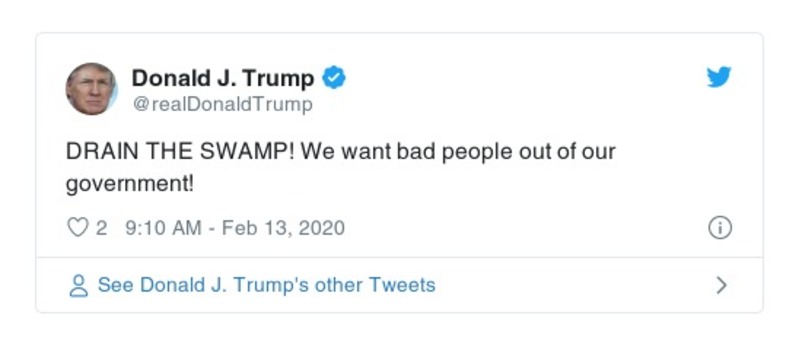 Donald J. Trump
@realDonaldTrump
DRAIN THE SWAMP! We want bad people out of our
government!
2 9:10 AM - Feb 13, 2020
See Donald J. Trump's other Tweets